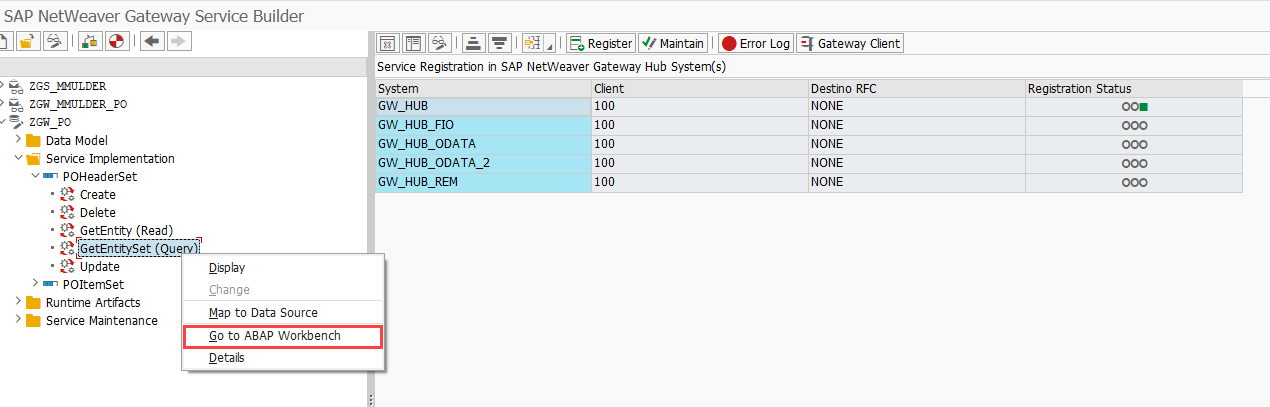 SAP NetWeaver Gateway Service Builder
Register Maintain Error Log Gateway Client
Service Registration in SAP NetWeaver Gateway Hub System(s)
System Client Destino RFC Registration Status
GW_HUB 100 NONE
GW_HUB_FIO 100 NONE
GW_HUB_ODATA 100 NONE
GW_HUB_ODATA_2 100 NONE
GW_HUB_REM 100 NONE
ZGS_MMULDER
ZGW_MMULDER_PO
ZGW_PO
Data Model
Service Implementation
POHeaderSet
Create
Delete
GetEntity (Read)
GetEntitySet (Query)
Update
POItemSet
Runtime Artifacts
Service Maintenance
Display
Change
Map to Data Source
Go to ABAP Workbench
Details